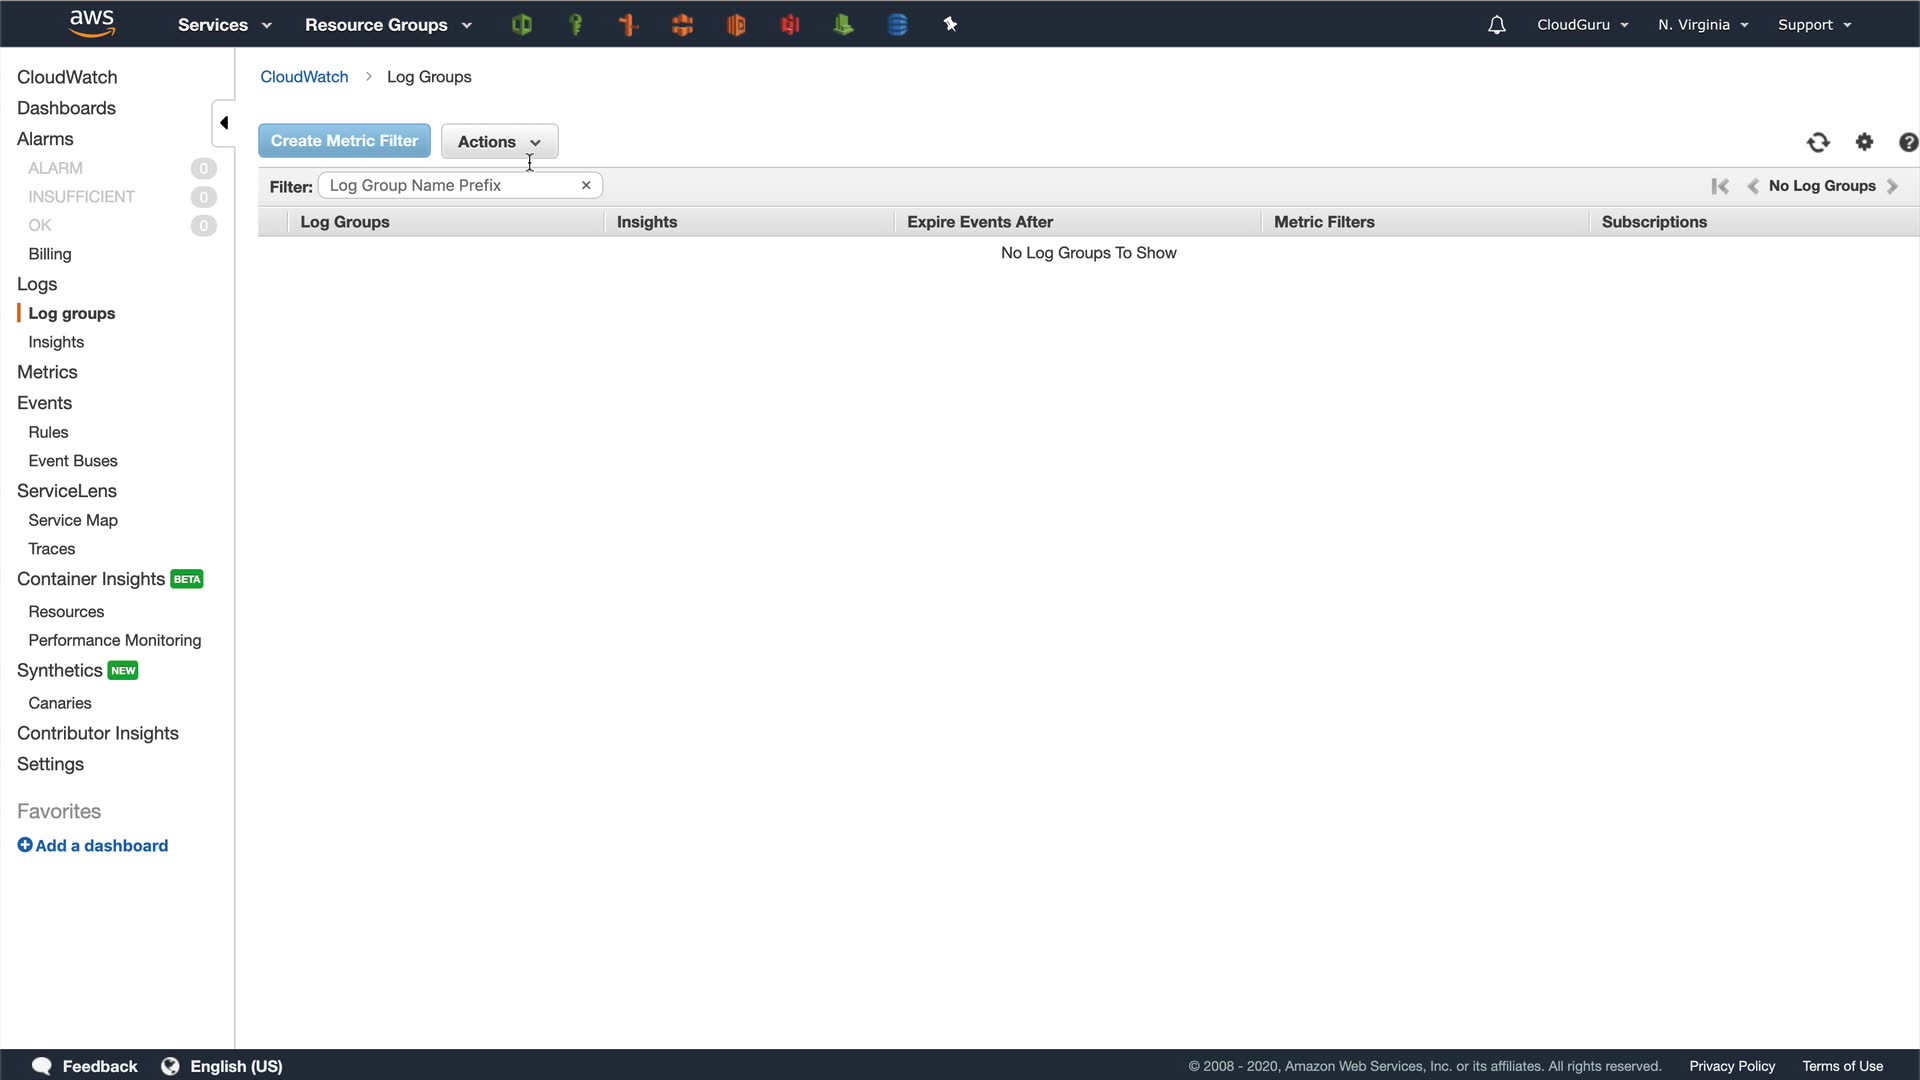 aws Services Resource Groups CloudGuru N. Virginia Support
CloudWatch
Dashboards
Alarms
ALARM 0
INSUFFICIENT 0
OK 0
Billing
Logs
Log groups
Insights
Metrics
Events
Rules
Event Buses
ServiceLens
Service Map
Traces
Container Insights BETA
Resources
Performance Monitoring
Synthetics NEW
Canaries
Contributor Insights
Settings
Favorites
Add a dashboard
CloudWatch > Log Groups
Create Metric Filter Actions
Filter: Log Group Name Prefix × No Log Groups
Log Groups Insights Expire Events After Metric Filters Subscriptions
No Log Groups To Show
Feedback English (US) © 2008 - 2020, Amazon Web Services, Inc. or its affiliates. All rights reserved. Privacy Policy Terms of Use